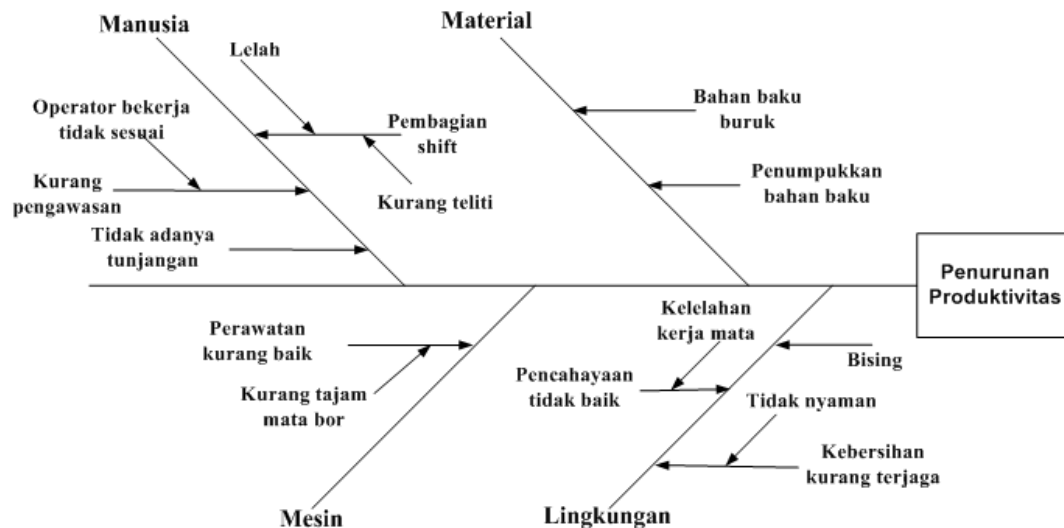 Manusia
Material
Lelah
Operator bekerja
tidak sesuai
Pembagian
shift
Kurang
pengawasan
Kurang teliti
Tidak adanya
tunjangan
Bahan baku
buruk
Penumpukkan
bahan baku
Penurunan
Produktivitas
Perawatan
kurang baik
Kurang tajam
mata bor
Kelelahan
kerja mata
Bising
Pencahayaan
tidak baik
Tidak nyaman
Kebersihan
kurang terjaga
Mesin
Lingkungan